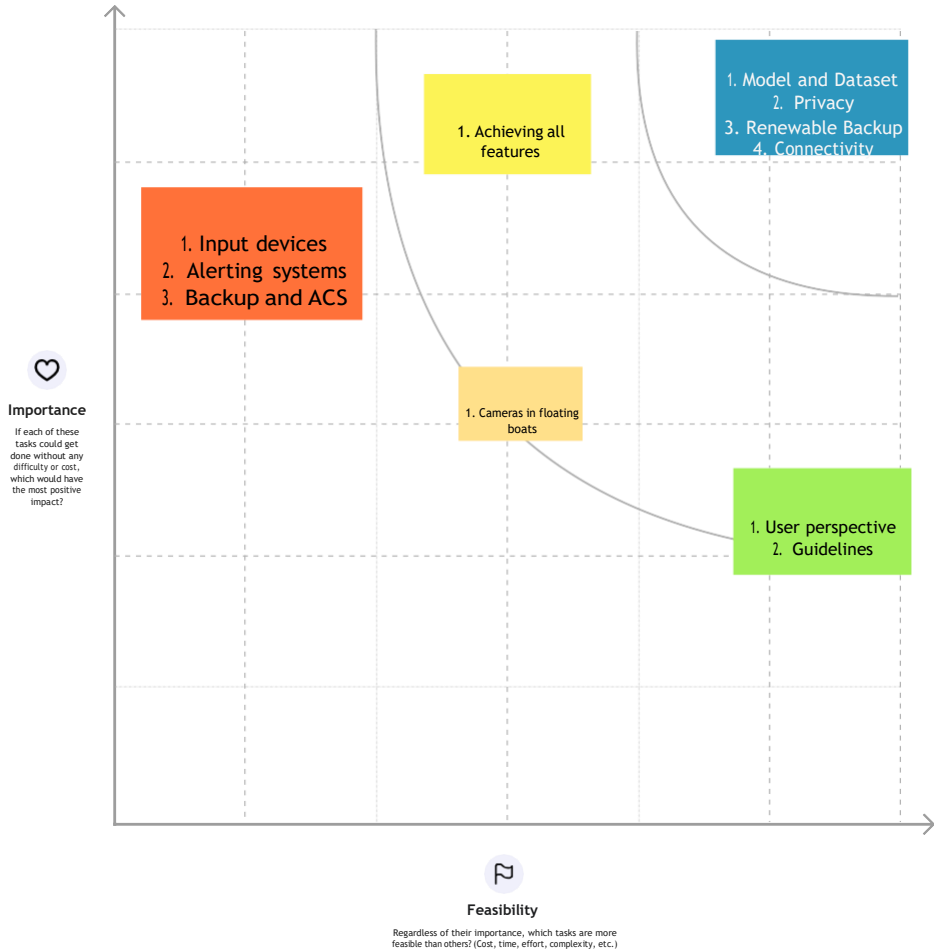 1. Model and Dataset
2. Privacy
3. Renewable Backup
4. Connectivity
1. Achieving all
features
1. Input devices
2. Alerting systems
3. Backup and ACS
Importance
If each of these
tasks could get
done without any
difficulty or cost,
which would have
the most positive
impact?
1. Cameras in floating
boats
1. User perspective
2. Guidelines
Feasibility
Regardless of their importance, which tasks are more
feasible than others? (Cost, time, effort, complexity, etc.)